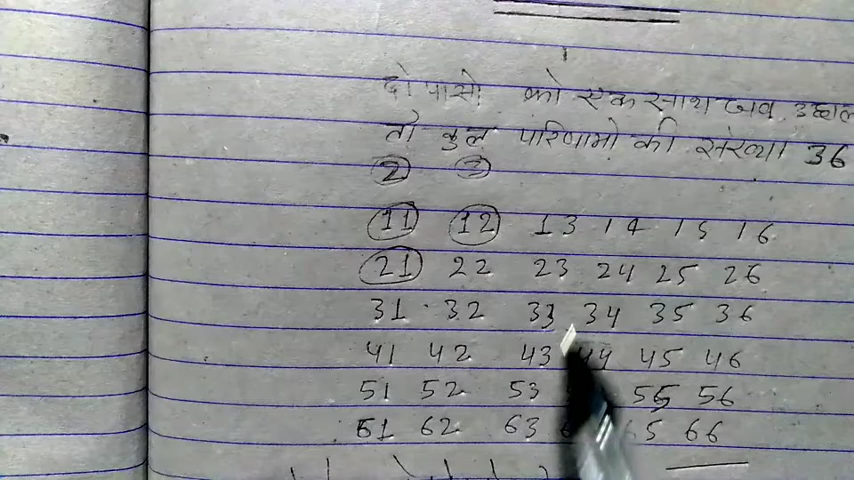 दो पासो को एक साथ जब उछाल
तो कुल परिणामो की संख्या 36
2 3
11 12 13 14 15 16
21 22 23 24 25 26
31 32 33 34 35 36
41 42 43 44 45 46
51 52 53 55 56
61 62 63 65 66